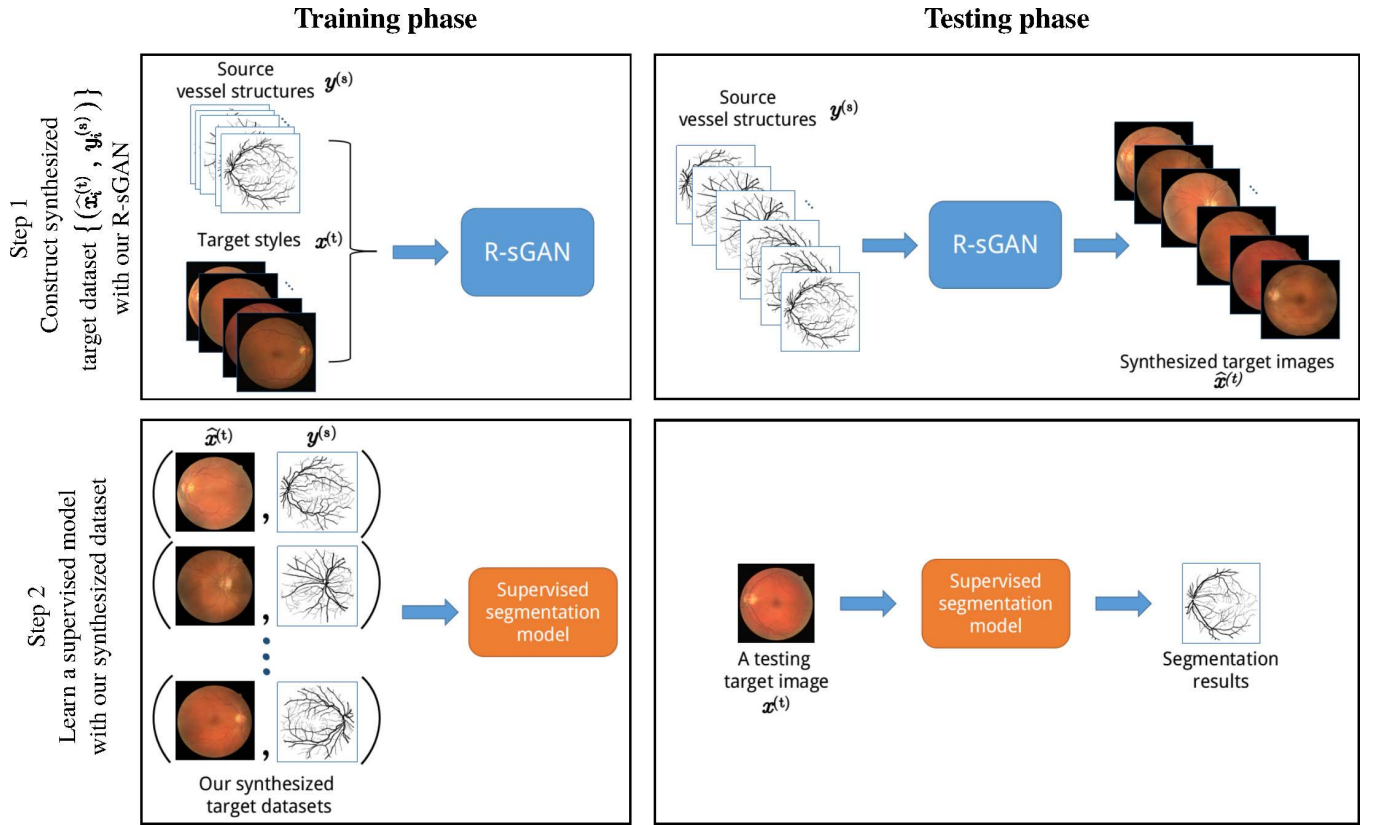 Training phase
Testing phase
Step 1
Construct synthesized
target dataset { (x̂ᵢ⁽ᵗ⁾ , yᵢ⁽ˢ⁾) }
with our R-sGAN
Source
vessel structures y⁽ˢ⁾
Target styles x⁽ᵗ⁾
R-sGAN
Source
vessel structures y⁽ˢ⁾
R-sGAN
Synthesized target images
x̂⁽ᵗ⁾
Step 2
Learn a supervised model
with our synthesized dataset
x̂⁽ᵗ⁾ y⁽ˢ⁾
( , )
( , )
( , )
Our synthesized
target datasets
Supervised
segmentation
model
A testing
target image
x⁽ᵗ⁾
Supervised
segmentation
model
Segmentation
results